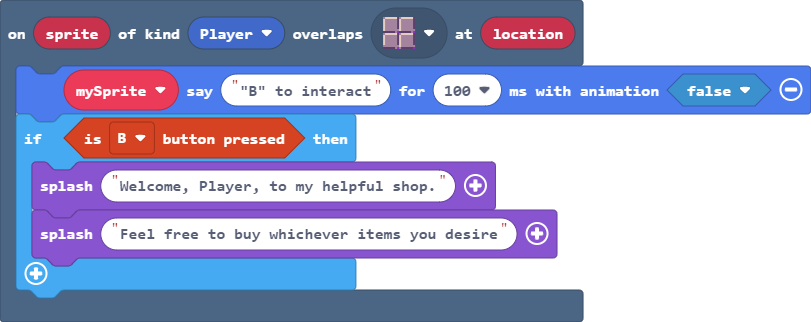 on sprite of kind Player overlaps at location
mySprite say ""B" to interact" for 100 ms with animation false
if is B button pressed then
splash "Welcome, Player, to my helpful shop."
splash "Feel free to buy whichever items you desire"